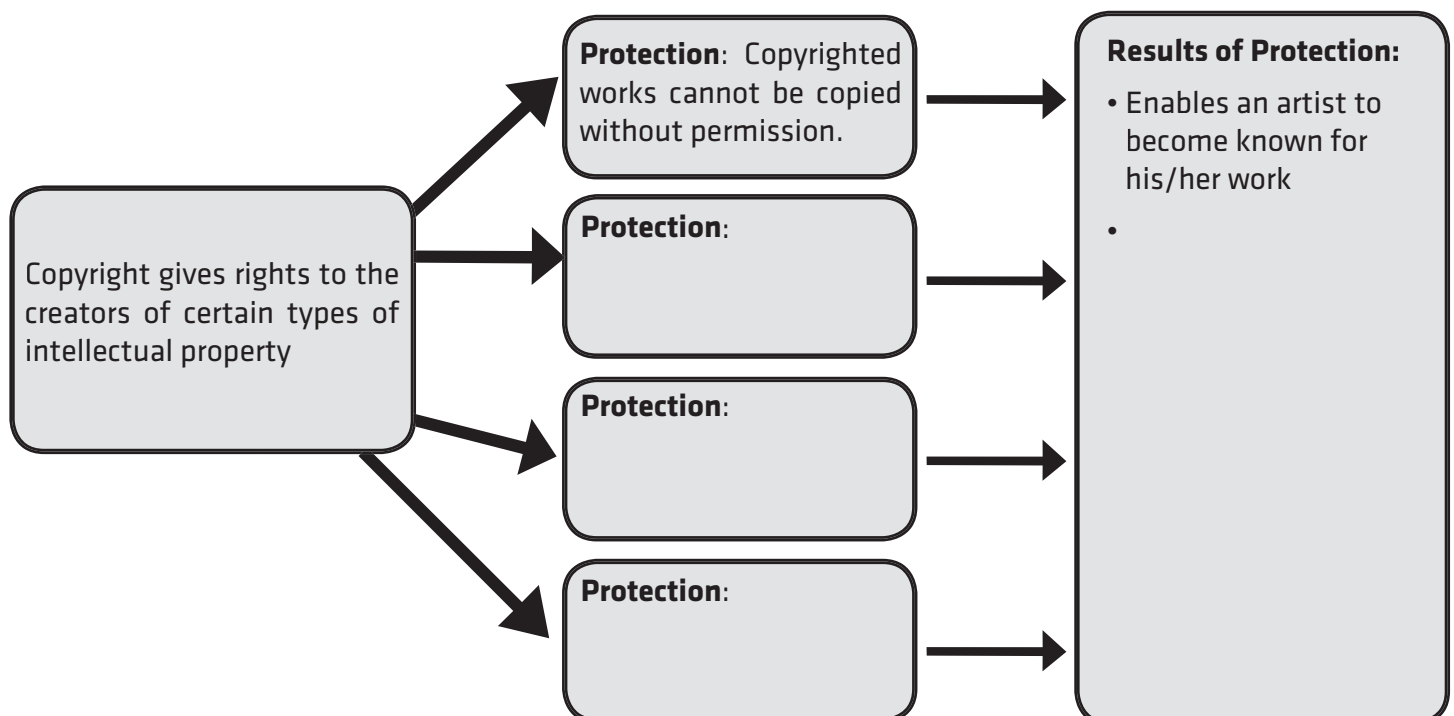 Copyright gives rights to the
creators of certain types of
intellectual property
Protection: Copyrighted
works cannot be copied
without permission.
Protection:
Protection:
Protection:
Results of Protection:
• Enables an artist to
become known for
his/her work
•